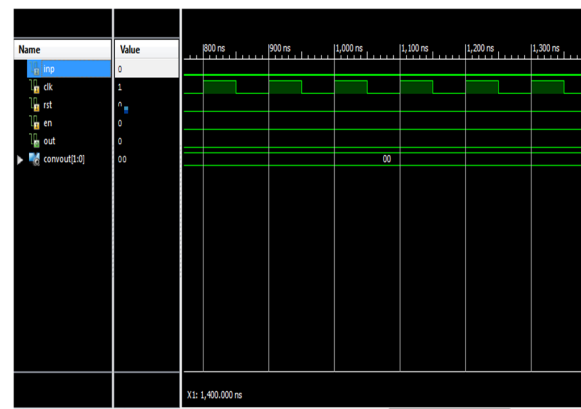 Name Value 800 ns 900 ns 1,000 ns 1,100 ns 1,200 ns 1,300 ns
inp 0
clk 1
rst 0
en 0
out 0
convout[1:0] 00 00
X1: 1,400.000 ns